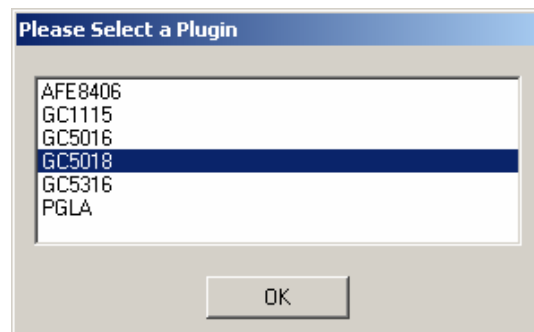 Please Select a Plugin
AFE8406
GC1115
GC5016
GC5018
GC5316
PGLA
OK